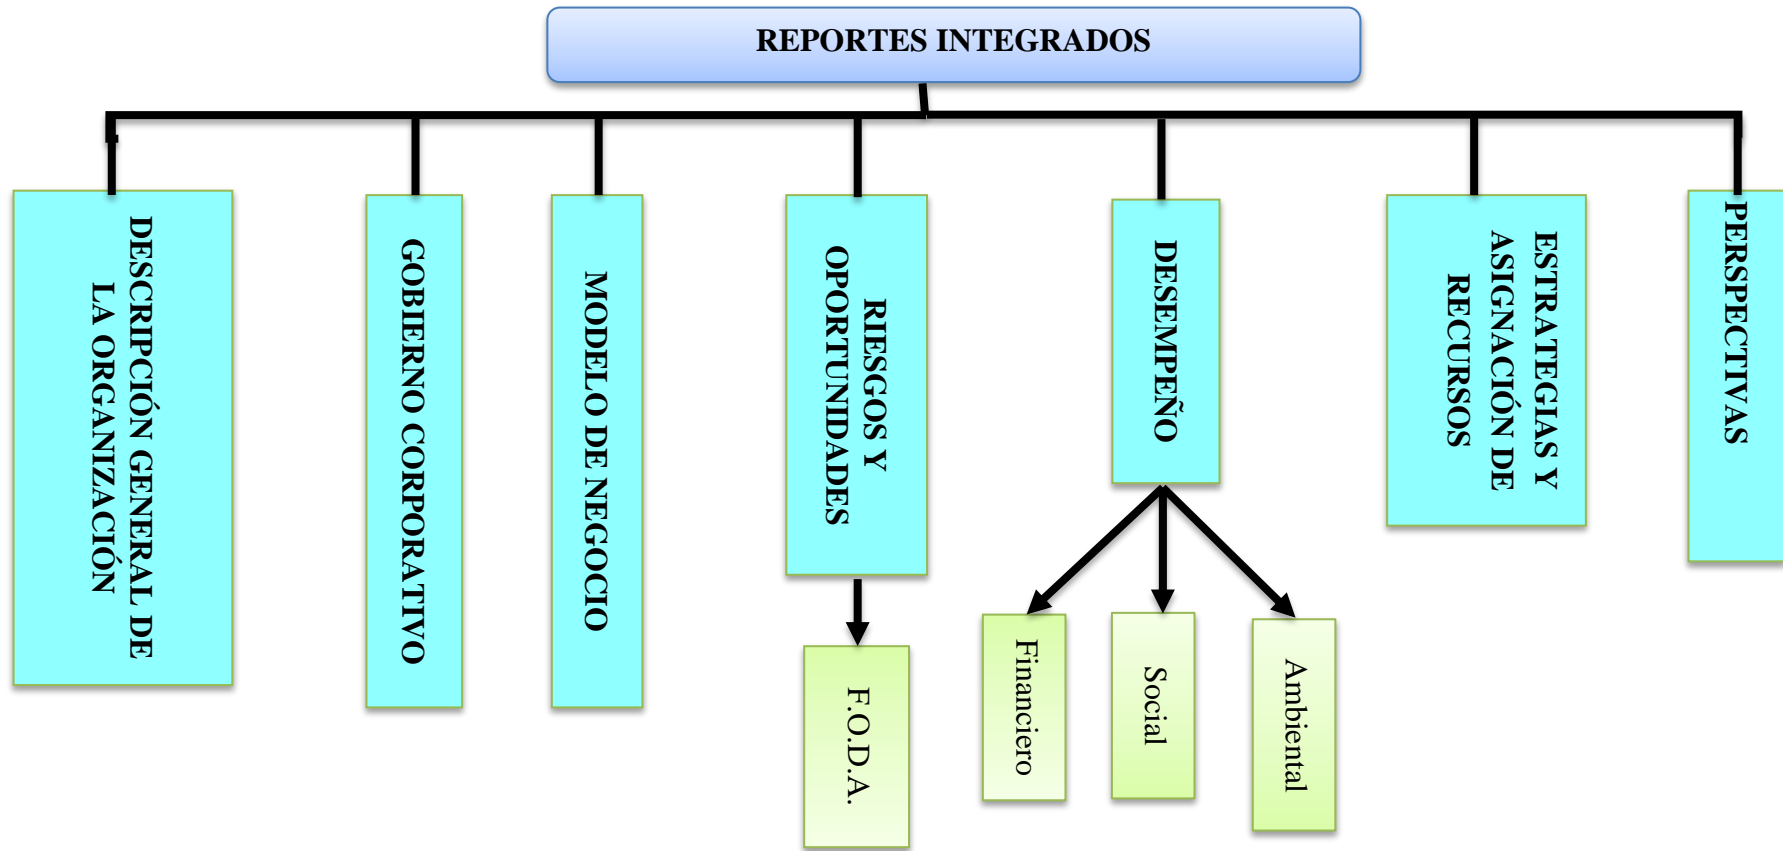 REPORTES INTEGRADOS
DESCRIPCIÓN GENERAL DE
LA ORGANIZACIÓN
GOBIERNO CORPORATIVO
MODELO DE NEGOCIO
RIESGOS Y
OPORTUNIDADES
DESEMPEÑO
ESTRATEGIAS Y
ASIGNACIÓN DE
RECURSOS
PERSPECTIVAS
F.O.D.A.
Financiero
Social
Ambiental